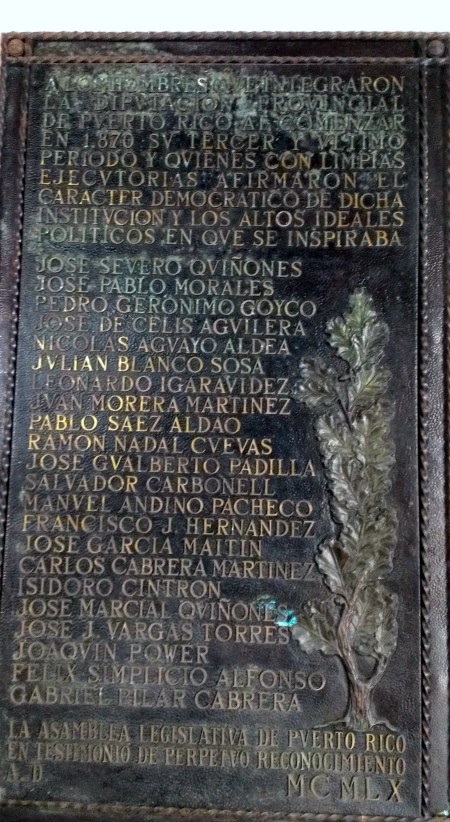 A LOS HOMBRES QVE INTEGRARON
LA DIPVTACION PROVINCIAL
DE PVERTO RICO AL COMENZAR
EN 1.870 SV TERCER Y VLTIMO
PERIODO Y QVIENES CON LIMPIAS
EJECVTORIAS AFIRMARON EL
CARACTER DEMOCRATICO DE DICHA
INSTITVCION Y LOS ALTOS IDEALES
POLITICOS EN QVE SE INSPIRABA
JOSE SEVERO QVIÑONES
JOSE PABLO MORALES
PEDRO GERONIMO GOYCO
JOSE DE CELIS AGVILERA
NICOLAS AGVAYO ALDEA
JVLIAN BLANCO SOSA
LEONARDO IGARAVIDEZ
JVAN MORERA MARTINEZ
PABLO SAEZ ALDAO
RAMON NADAL CVEVAS
JOSE GVALBERTO PADILLA
SALVADOR CARBONELL
MANVEL ANDINO PACHECO
FRANCISCO J. HERNANDEZ
JOSE GARCIA MAITIN
CARLOS CABRERA MARTINEZ
ISIDORO CINTRON
JOSE MARCIAL QVIÑONES
JOSE J. VARGAS TORRES
JOAQVIN POWER
FELIX SIMPLICIO ALFONSO
GABRIEL PILAR CABRERA
LA ASAMBLEA LEGISLATIVA DE PVERTO RICO
EN TESTIMONIO DE PERPETVO RECONOCIMIENTO
A. D. MCMLX